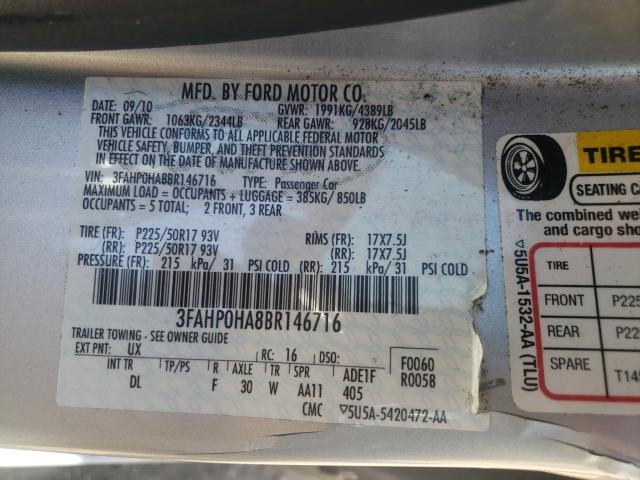 MFD. BY FORD MOTOR CO.
DATE: 09/10 GVWR: 1991KG/4389LB
FRONT GAWR: 1063KG/2344LB REAR GAWR: 928KG/2045LB
THIS VEHICLE CONFORMS TO ALL APPLICABLE FEDERAL MOTOR
VEHICLE SAFETY, BUMPER, AND THEFT PREVENTION STANDARDS
IN EFFECT ON THE DATE OF MANUFACTURE SHOWN ABOVE.
VIN: 3FAHP0HA8BR146716 TYPE: Passenger Car
MAXIMUM LOAD = OCCUPANTS + LUGGAGE = 385KG/ 850LB
OCCUPANTS = 5 TOTAL; 2 FRONT, 3 REAR
TIRE (FR): P225/50R17 93V RIMS (FR): 17X7.5J
(RR): P225/50R17 93V (RR): 17X7.5J
PRESSURE (FR): 215 kPa/ 31 PSI COLD (RR): 215 kPa/ 31 PSI COLD
3FAHP0HA8BR146716
TRAILER TOWING - SEE OWNER GUIDE
EXT PNT: UX RC: 16 DSO: F0060
R0058
INT TR TP/PS R AXLE TR SPR ADE1F
DL F 30 W AA11 405
CMC ▽5U5A-5420472-AA
TIRE
SEATING CA
The combined we
and cargo sho
▽5U5A-1532-AA (TLU)
TIRE
FRONT P225
REAR P22
SPARE T145